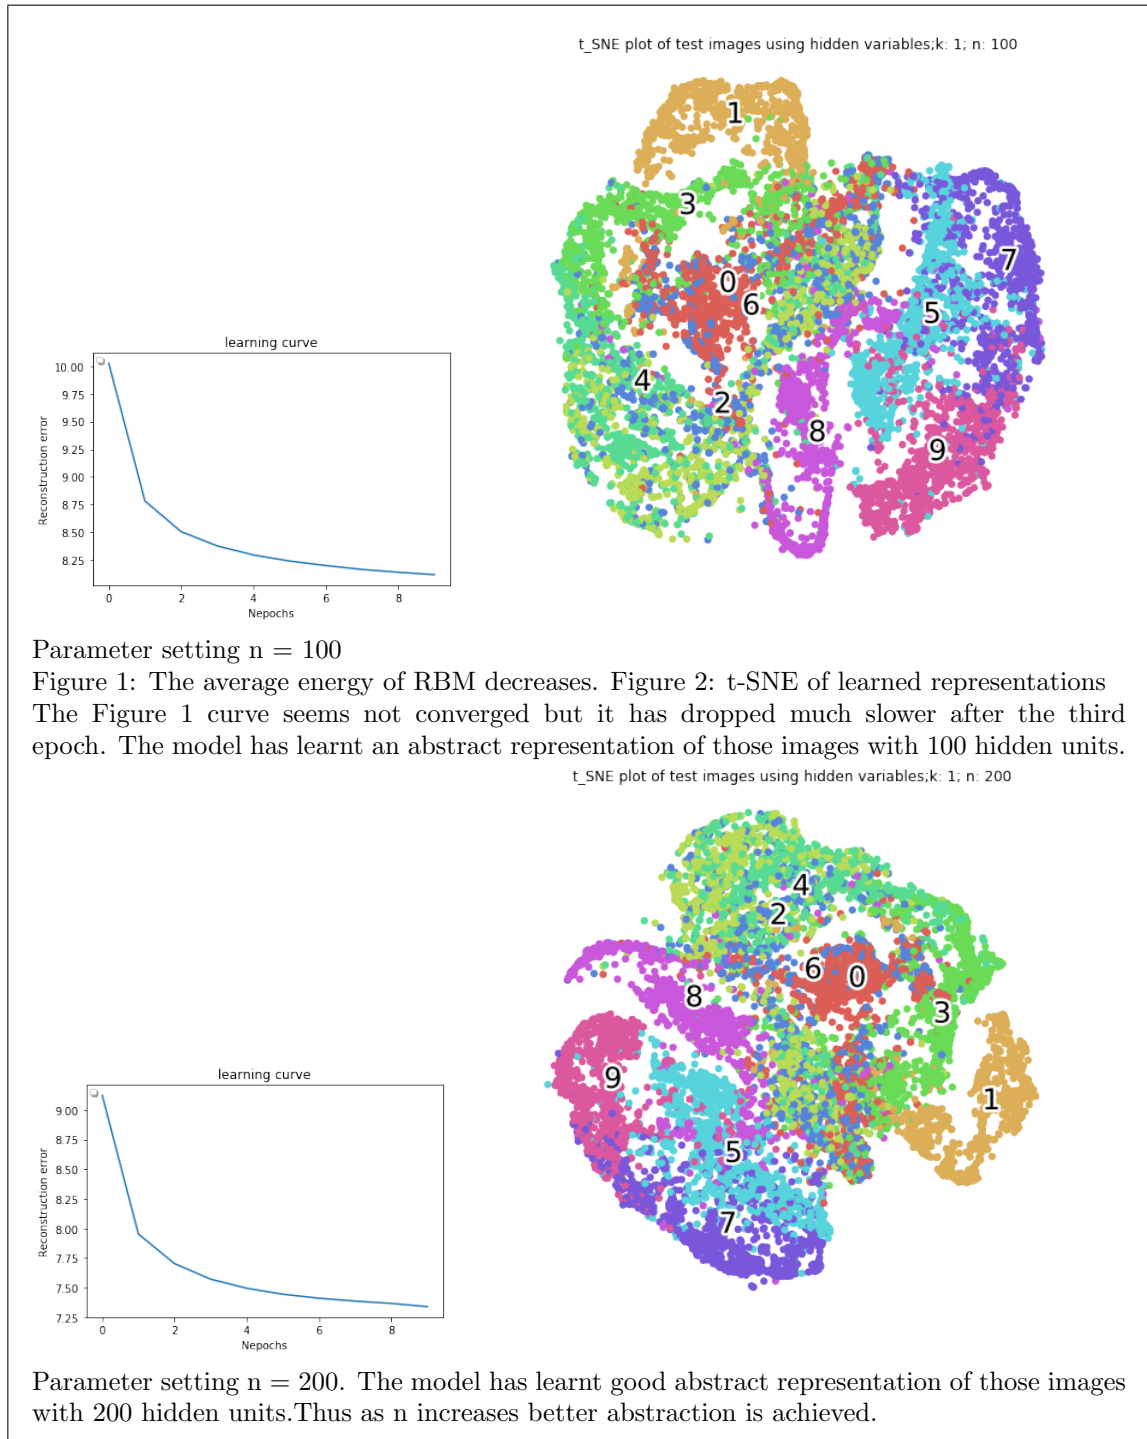 t_SNE plot of test images using hidden variables;k: 1; n: 100
1
3
0
6
7
5
4
2
8
9
learning curve
10.00
9.75
9.50
9.25
9.00
8.75
8.50
8.25
Reconstruction error
0 2 4 6 8
Nepochs
Parameter setting n = 100
Figure 1: The average energy of RBM decreases. Figure 2: t-SNE of learned representations
The Figure 1 curve seems not converged but it has dropped much slower after the third
epoch. The model has learnt an abstract representation of those images with 100 hidden units.
t_SNE plot of test images using hidden variables;k: 1; n: 200
4
2
6
0
8
3
9
1
5
7
learning curve
9.00
8.75
8.50
8.25
8.00
7.75
7.50
7.25
Reconstruction error
0 2 4 6 8
Nepochs
Parameter setting n = 200. The model has learnt good abstract representation of those images
with 200 hidden units.Thus as n increases better abstraction is achieved.